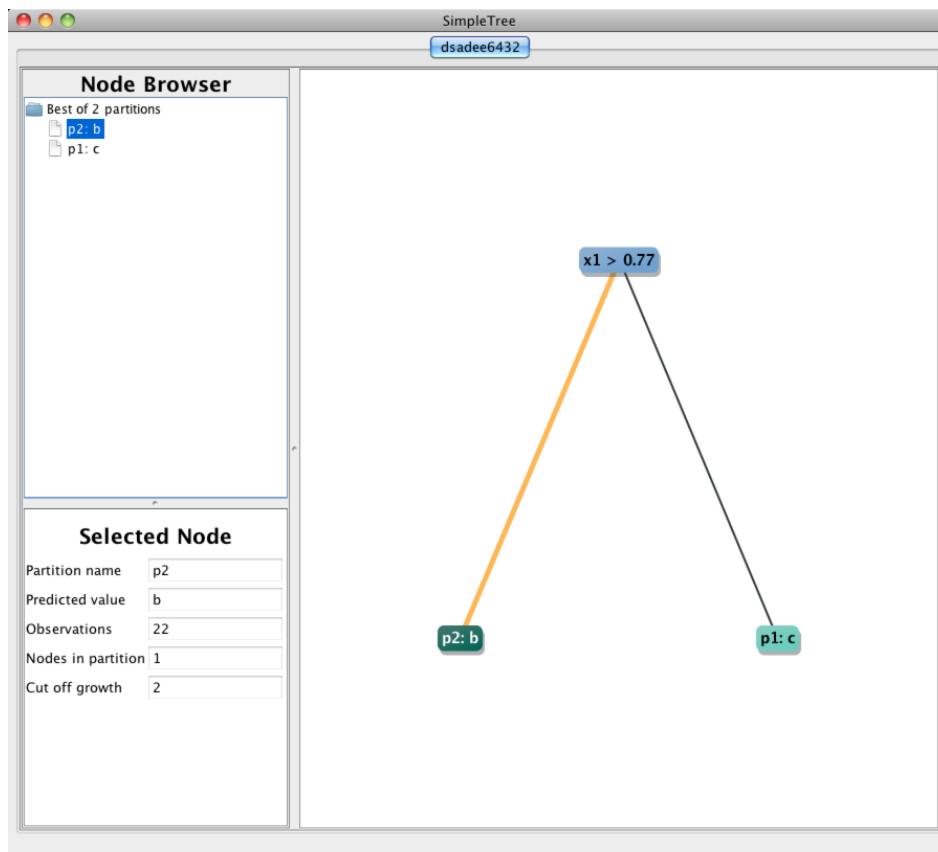 SimpleTree
dsadee6432
Node Browser
Best of 2 partitions
p2: b
p1: c
x1 > 0.77
p2: b
p1: c
Selected Node
Partition name p2
Predicted value b
Observations 22
Nodes in partition 1
Cut off growth 2